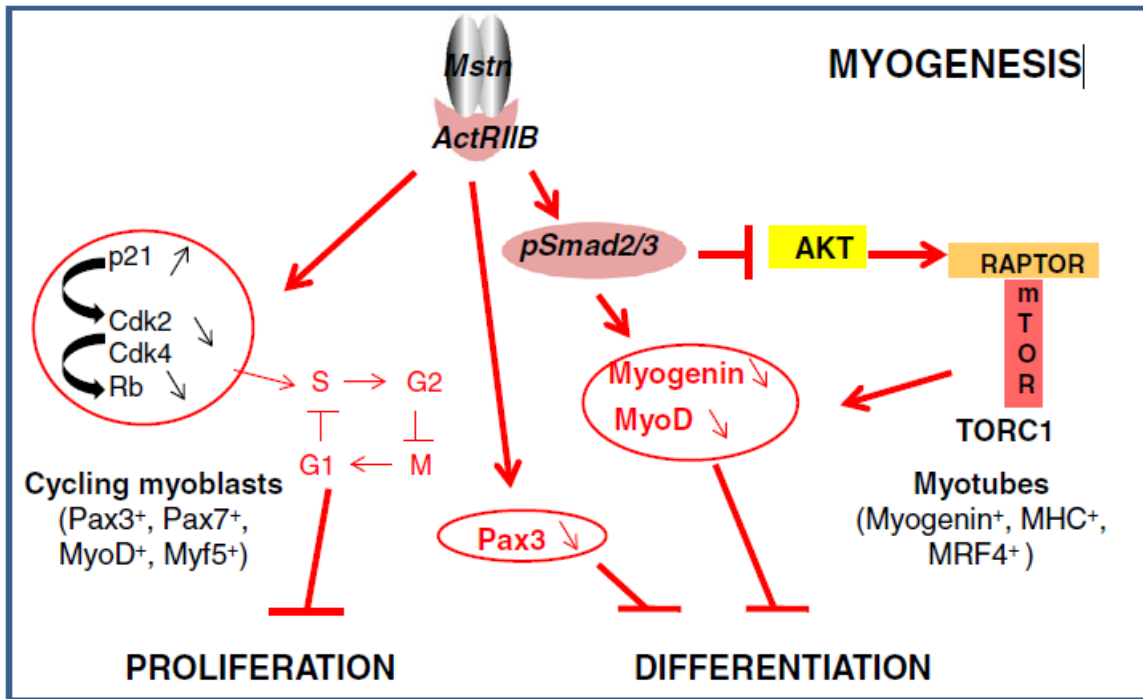 MYOGENESIS
Mstn
ActRIIB
pSmad2/3
AKT
RAPTOR
mTOR
TORC1
p21
Cdk2
Cdk4
Rb
S G2
G1 M
Myogenin
MyoD
Pax3
Cycling myoblasts
(Pax3⁺, Pax7⁺,
MyoD⁺, Myf5⁺)
Myotubes
(Myogenin⁺, MHC⁺,
MRF4⁺)
PROLIFERATION
DIFFERENTIATION